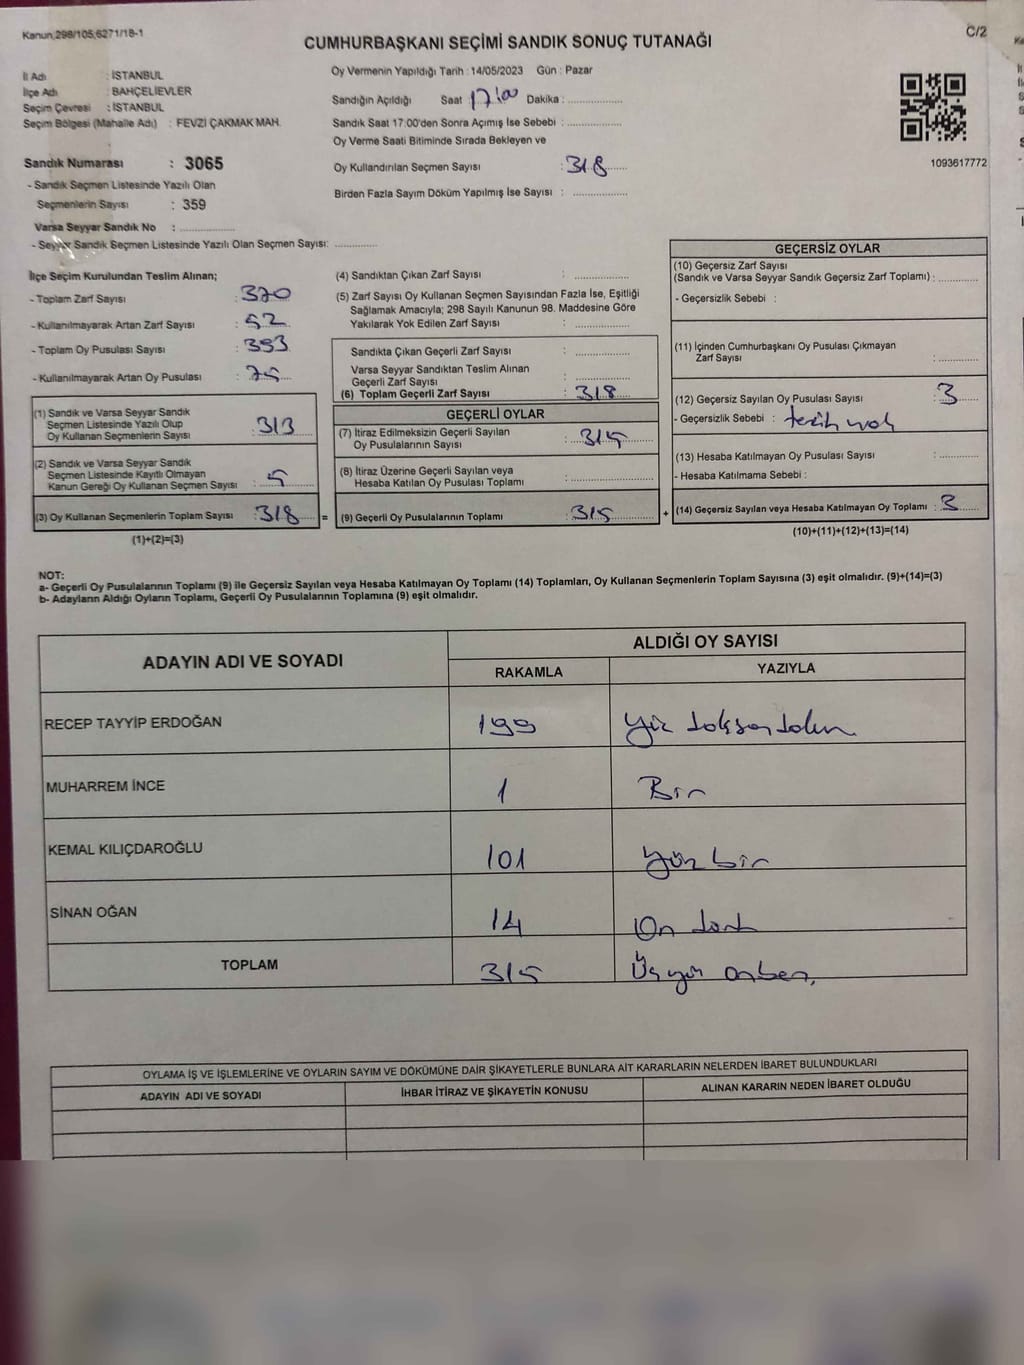 Kanun,298/105,6271/18-1
C/2
CUMHURBAŞKANI SEÇİMİ SANDIK SONUÇ TUTANAĞI
İl Adı : İSTANBUL
İlçe Adı : BAHÇELİEVLER
Seçim Çevresi : İSTANBUL
Seçim Bölgesi (Mahalle Adı) : FEVZİ ÇAKMAK MAH.
Sandık Numarası : 3065
- Sandık Seçmen Listesinde Yazılı Olan
Seçmenlerin Sayısı : 359
Varsa Seyyar Sandık No : ................
- Seyyar Sandık Seçmen Listesinde Yazılı Olan Seçmen Sayısı: ............
Oy Vermenin Yapıldığı Tarih : 14/05/2023 Gün : Pazar
Sandığın Açıldığı Saat 17:00 Dakika : ................
Sandık Saat 17:00'den Sonra Açımış İse Sebebi : ................
Oy Verme Saati Bitiminde Sırada Bekleyen ve
Oy Kullandırılan Seçmen Sayısı : 318
Birden Fazla Sayım Döküm Yapılmış İse Sayısı : ................
1093617772
İlçe Seçim Kurulundan Teslim Alınan;
- Toplam Zarf Sayısı : 370
- Kullanılmayarak Artan Zarf Sayısı : 52
- Toplam Oy Pusulası Sayısı : 393
- Kullanılmayarak Artan Oy Pusulası : 75
(1) Sandık ve Varsa Seyyar Sandık
Seçmen Listesinde Yazılı Olup
Oy Kullanan Seçmenlerin Sayısı : 313
(2) Sandık ve Varsa Seyyar Sandık
Seçmen Listesinde Kayıtlı Olmayan
Kanun Gereği Oy Kullanan Seçmen Sayısı : 5
(3) Oy Kullanan Seçmenlerin Toplam Sayısı : 318 =
(1)+(2)=(3)
(4) Sandıktan Çıkan Zarf Sayısı : ................
(5) Zarf Sayısı Oy Kullanan Seçmen Sayısından Fazla İse, Eşitliği
Sağlamak Amacıyla; 298 Sayılı Kanunun 98. Maddesine Göre
Yakılarak Yok Edilen Zarf Sayısı : ................
Sandıkta Çıkan Geçerli Zarf Sayısı : ................
Varsa Seyyar Sandıktan Teslim Alınan
Geçerli Zarf Sayısı : ................
(6) Toplam Geçerli Zarf Sayısı : 318
GEÇERLİ OYLAR
(7) İtiraz Edilmeksizin Geçerli Sayılan
Oy Pusulalarının Sayısı : 315
(8) İtiraz Üzerine Geçerli Sayılan veya
Hesaba Katılan Oy Pusulası Toplamı : ................
(9) Geçerli Oy Pusulalarının Toplamı : 315 +
GEÇERSİZ OYLAR
(10) Geçersiz Zarf Sayısı
(Sandık ve Varsa Seyyar Sandık Geçersiz Zarf Toplamı) : ............
- Geçersizlik Sebebi :
(11) İçinden Cumhurbaşkanı Oy Pusulası Çıkmayan
Zarf Sayısı : ............
(12) Geçersiz Sayılan Oy Pusulası Sayısı : 3
- Geçersizlik Sebebi : tercih yok
(13) Hesaba Katılmayan Oy Pusulası Sayısı : ............
- Hesaba Katılmama Sebebi :
(14) Geçersiz Sayılan veya Hesaba Katılmayan Oy Toplamı : 3
(10)+(11)+(12)+(13)=(14)
NOT:
a- Geçerli Oy Pusulalarının Toplamı (9) ile Geçersiz Sayılan veya Hesaba Katılmayan Oy Toplamı (14) Toplamları, Oy Kullanan Seçmenlerin Toplam Sayısına (3) eşit olmalıdır. (9)+(14)=(3)
b- Adayların Aldığı Oyların Toplamı, Geçerli Oy Pusulalarının Toplamına (9) eşit olmalıdır.
ADAYIN ADI VE SOYADI
ALDIĞI OY SAYISI
RAKAMLA YAZIYLA
RECEP TAYYİP ERDOĞAN 199 Yüz doksan dokuz
MUHARREM İNCE 1 Bir
KEMAL KILIÇDAROĞLU 101 Yüz bir
SİNAN OĞAN 14 On dört
TOPLAM 315 Üç yüz onbeş
OYLAMA İŞ VE İŞLEMLERİNE VE OYLARIN SAYIM VE DÖKÜMÜNE DAİR ŞİKAYETLERLE BUNLARA AİT KARARLARIN NELERDEN İBARET BULUNDUKLARI
ADAYIN ADI VE SOYADI İHBAR İTİRAZ VE ŞİKAYETİN KONUSU ALINAN KARARIN NEDEN İBARET OLDUĞU